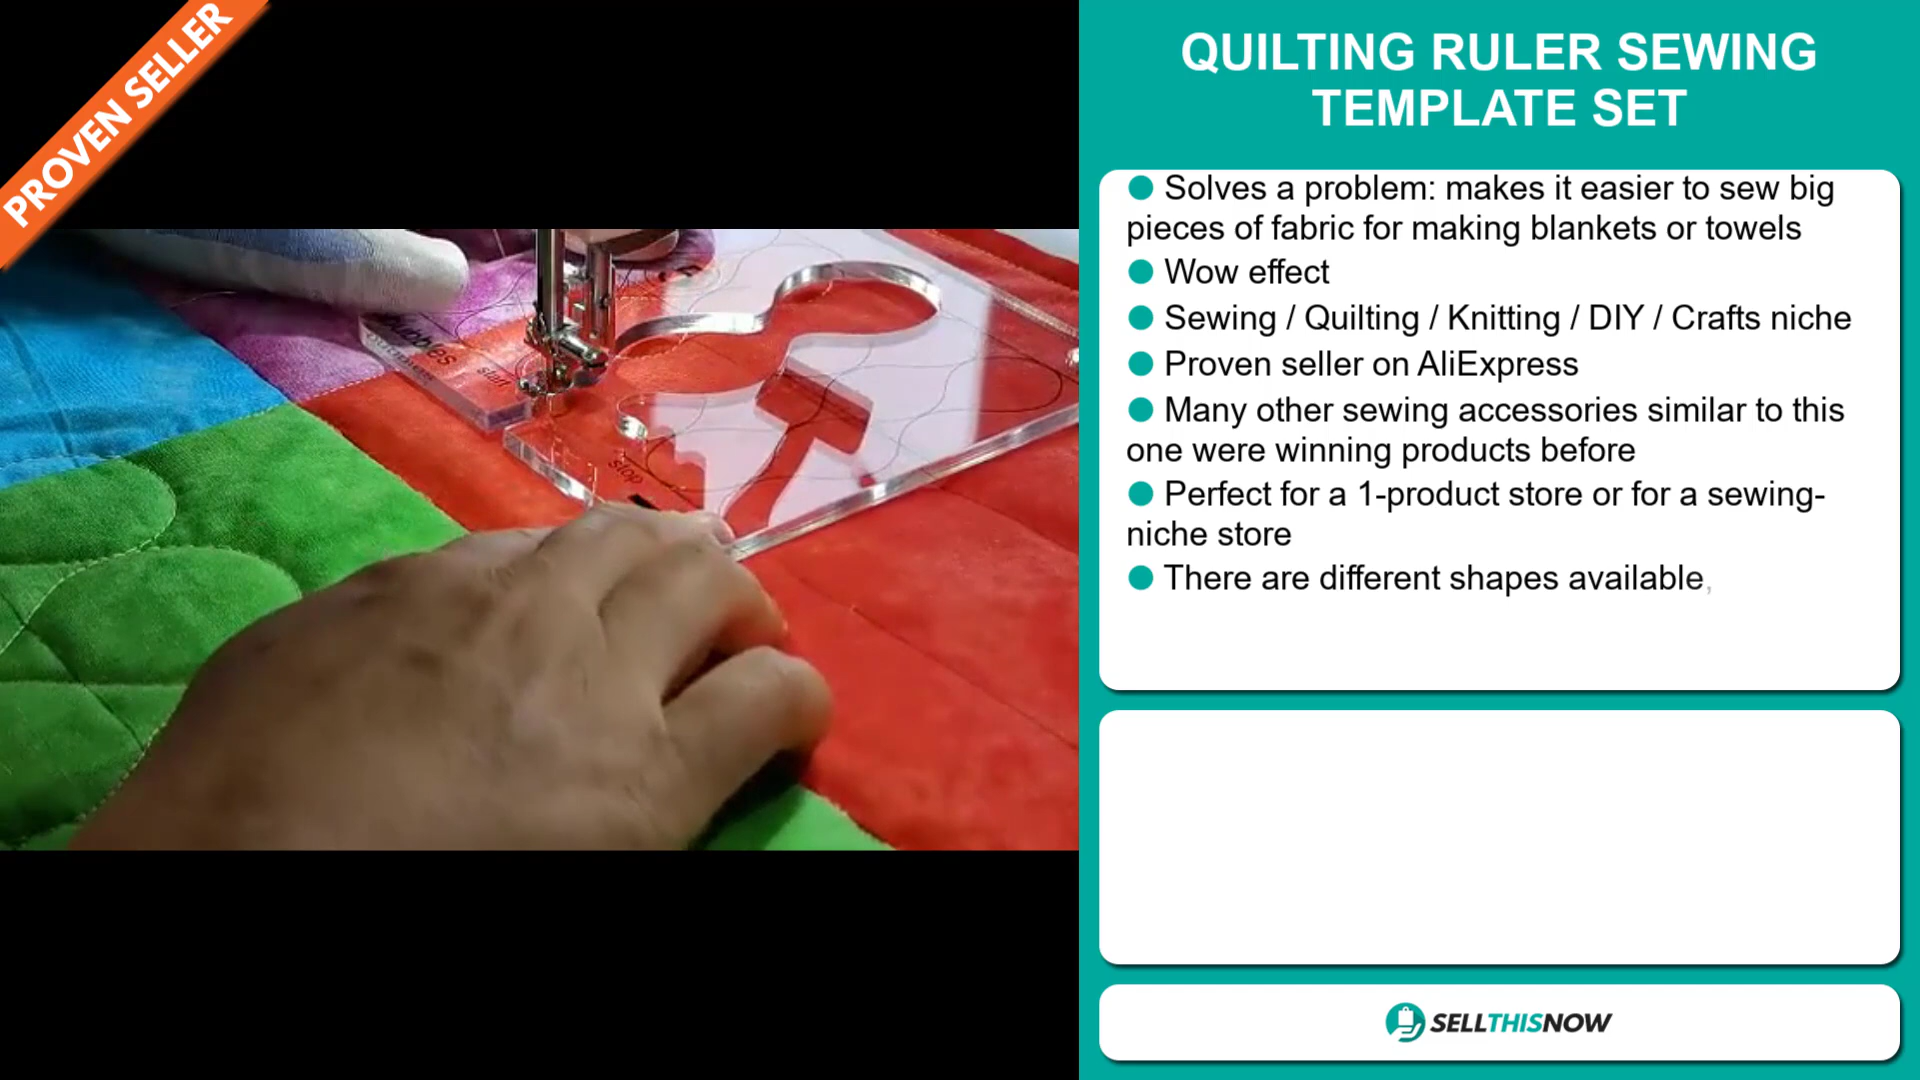 PROVEN SELLER
QUILTING RULER SEWING
TEMPLATE SET
● Solves a problem: makes it easier to sew big
pieces of fabric for making blankets or towels
● Wow effect
● Sewing / Quilting / Knitting / DIY / Crafts niche
● Proven seller on AliExpress
● Many other sewing accessories similar to this
one were winning products before
● Perfect for a 1-product store or for a sewing-
niche store
● There are different shapes available,
start
stop
SELLTHISNOW